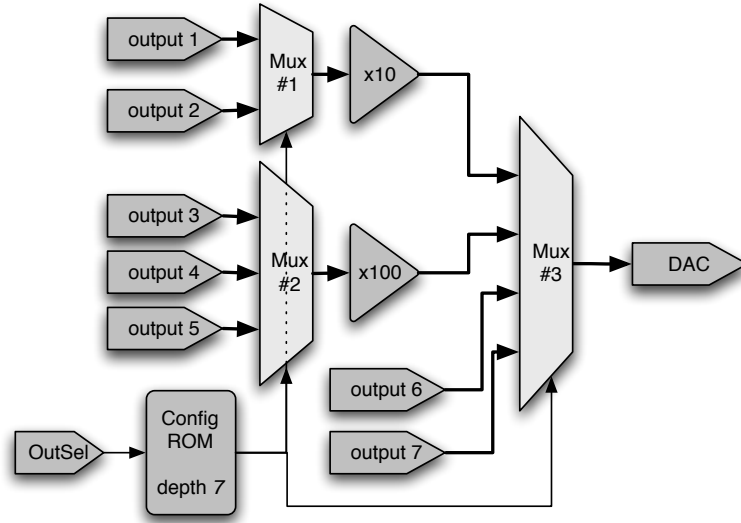 output 1
output 2
Mux
#1
x10
output 3
output 4
output 5
Mux
#2
x100
Mux
#3
DAC
output 6
output 7
OutSel
Config
ROM
depth 7